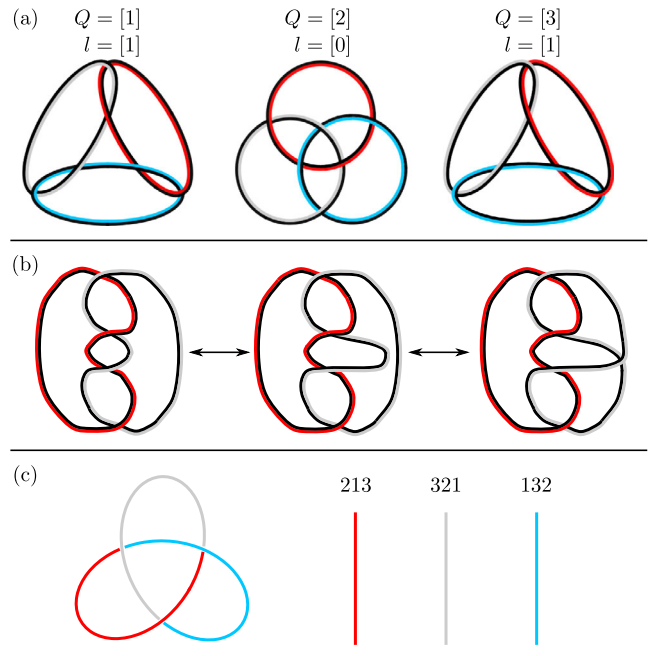 (a)
Q = [1]
l = [1]
Q = [2]
l = [0]
Q = [3]
l = [1]
(b)
(c)
213 321 132